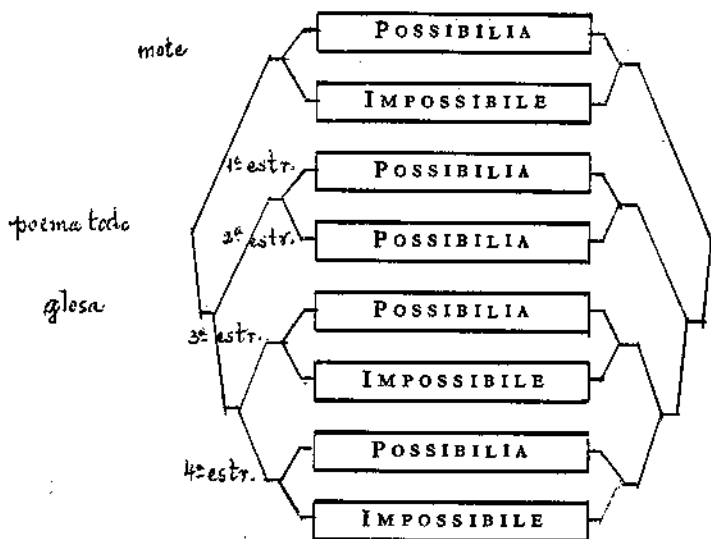 POSSIBILIA
mote
IMPOSSIBILE
1ª estr.
POSSIBILIA
poema todo
2ª estr.
POSSIBILIA
glosa
POSSIBILIA
3ª estr.
IMPOSSIBILE
POSSIBILIA
4ª estr.
IMPOSSIBILE